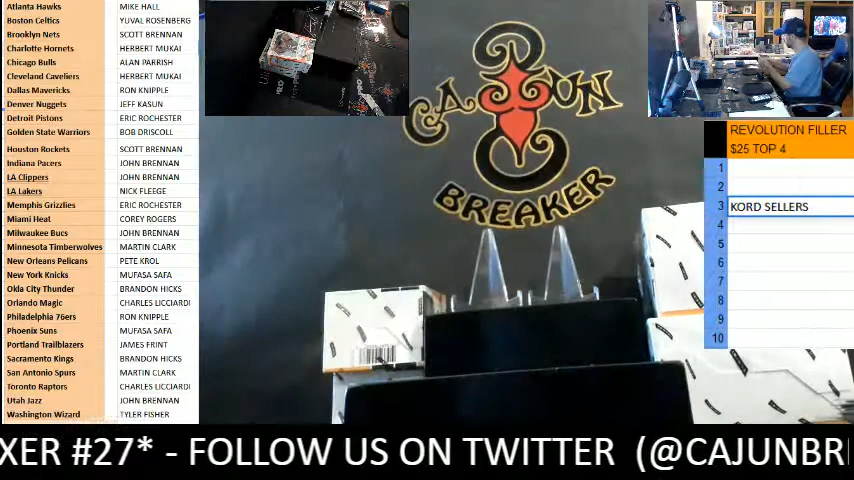 Atlanta Hawks MIKE HALL
Boston Celtics YUVAL ROSENBERG
Brooklyn Nets SCOTT BRENNAN
Charlotte Hornets HERBERT MUKAI
Chicago Bulls ALAN PARRISH
Cleveland Cavaliers HERBERT MUKAI
Dallas Mavericks RON KNIPPLE
Denver Nuggets JEFF KASUN
Detroit Pistons ERIC ROCHESTER
Golden State Warriors BOB DRISCOLL
Houston Rockets SCOTT BRENNAN
Indiana Pacers JOHN BRENNAN
LA Clippers JOHN BRENNAN
LA Lakers NICK FLEEGE
Memphis Grizzlies ERIC ROCHESTER
Miami Heat COREY ROGERS
Milwaukee Bucs JOHN BRENNAN
Minnesota Timberwolves MARTIN CLARK
New Orleans Pelicans PETE KROL
New York Knicks MUFASA SAFA
Okla City Thunder BRANDON HICKS
Orlando Magic CHARLES LICCIARDI
Philadelphia 76ers RON KNIPPLE
Phoenix Suns MUFASA SAFA
Portland Trailblazers JAMES FRINT
Sacramento Kings BRANDON HICKS
San Antonio Spurs MARTIN CLARK
Toronto Raptors CHARLES LICCIARDI
Utah Jazz JOHN BRENNAN
Washington Wizard TYLER FISHER
CAJUN
BREAKER
REVOLUTION FILLER
$25 TOP 4
1
2
3 KORD SELLERS
4
5
6
7
8
9
10
XER #27* - FOLLOW US ON TWITTER (@CAJUNBRE